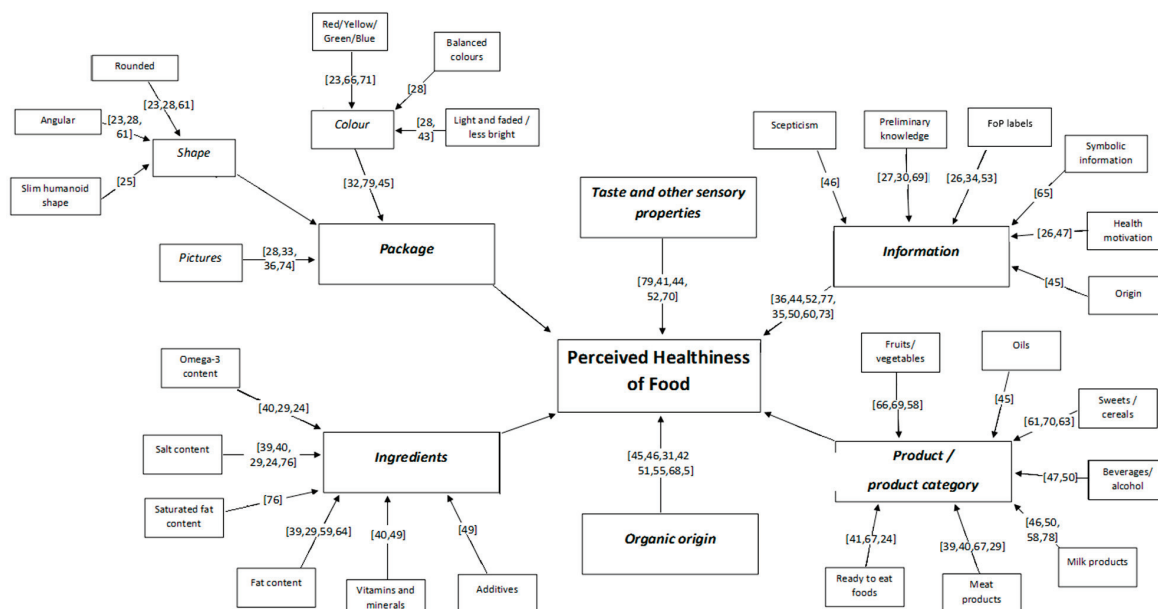 Red/Yellow/
Green/Blue
Balanced
colours
Rounded
[23,66,71]
[28]
[23,28,61]
Angular
[23,28,
61]
Colour
[28,
43]
Light and faded /
less bright
Shape
Slim humanoid
shape
[25]
[32,79,45]
Pictures
[28,33,
36,74]
Package
Taste and other sensory
properties
[79,41,44,
52,70]
Scepticism
Preliminary
knowledge
FoP labels
Symbolic
information
[46]
[27,30,69]
[26,34,53]
[65]
Information
[26,47]
Health
motivation
[45]
Origin
[36,44,52,77,
35,50,60,73]
Perceived Healthiness
of Food
Omega-3
content
[40,29,24]
Salt content
[39,40,
29,24,76]
Ingredients
Saturated fat
content
[76]
[39,29,59,64]
[40,49]
[49]
Fat content
Vitamins and
minerals
Additives
[45,46,31,42
51,55,68,5]
Organic origin
Fruits/
vegetables
Oils
[66,69,58]
[45]
Sweets /
cereals
[61,70,63]
Product /
product category
[47,50]
Beverages/
alcohol
[46,50,
58,78]
Milk products
[41,67,24]
[39,40,67,29]
Ready to eat
foods
Meat
products